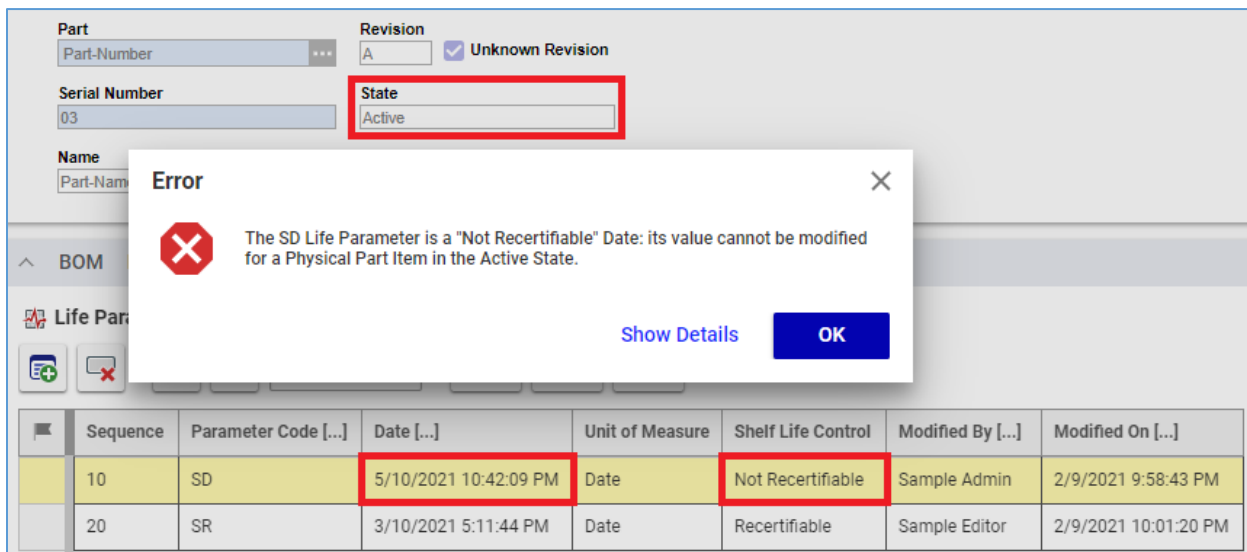 Part
Revision
Part-Number
A
Unknown Revision
Serial Number
State
03
Active
Name
Part-Nam
Error
The SD Life Parameter is a "Not Recertifiable" Date: its value cannot be modified
for a Physical Part Item in the Active State.
BOM
Life Para
Show Details
OK
Sequence Parameter Code [...] Date [...] Unit of Measure Shelf Life Control Modified By [...] Modified On [...]
10 SD 5/10/2021 10:42:09 PM Date Not Recertifiable Sample Admin 2/9/2021 9:58:43 PM
20 SR 3/10/2021 5:11:44 PM Date Recertifiable Sample Editor 2/9/2021 10:01:20 PM